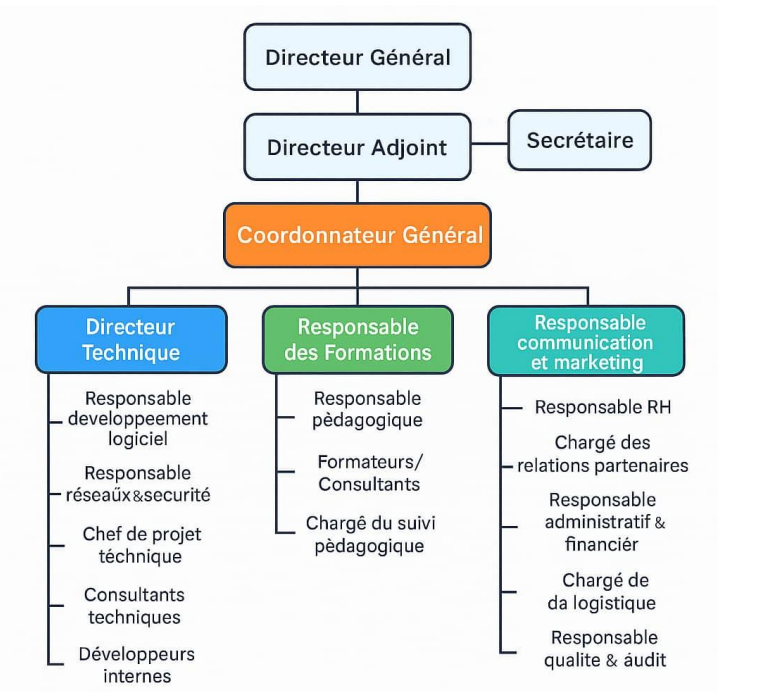 Directeur Général
Directeur Adjoint
Secrétaire
Coordonnateur Général
Directeur
Technique
Responsable
developpeement
logiciel
Responsable
réseaúx&securité
Chef de projet
téchnique
Consultants
techniques
Développeurs
internes
Responsable
des Formations
Responsable
pèdagogique
Formateurs/
Consultants
Chargê du suivi
pèdagogique
Responsable
communication
et marketing
Responsable RH
Chargé des
relations partenaires
Responsable
administratif &
financiér
Chargé de
da logistique
Responsable
qualite & áudit